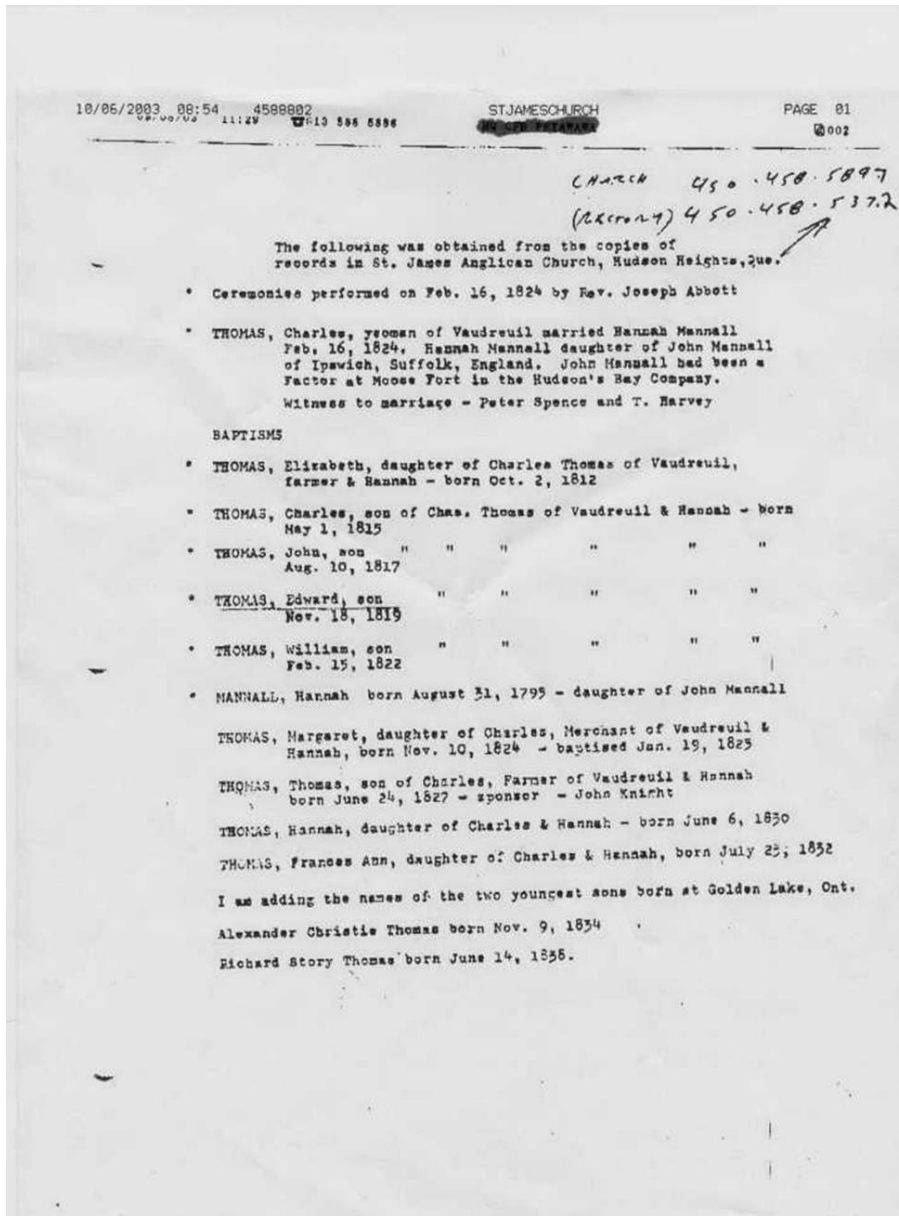 10/06/2003 08:54 4588802 STJAMESCHURCH PAGE 01
11:29 ☎613 588 5898 002
CHURCH 450.458.5897
(RECTORY) 450.458.5372
The following was obtained from the copies of
records in St. James Anglican Church, Hudson Heights, Que.
* Ceremonies performed on Feb. 16, 1824 by Rev. Joseph Abbott
* THOMAS, Charles, yeoman of Vaudreuil married Hannah Mannall
Feb. 16, 1824. Hannah Mannall daughter of John Mannall
of Ipswich, Suffolk, England. John Mannall had been a
Factor at Moose Fort in the Hudson's Bay Company.
Witness to marriage - Peter Spence and T. Harvey
BAPTISMS
* THOMAS, Elizabeth, daughter of Charles Thomas of Vaudreuil,
farmer & Hannah - born Oct. 2, 1812
* THOMAS, Charles, son of Chas. Thomas of Vaudreuil & Hannah - born
May 1, 1815
* THOMAS, John, son " " " " " "
Aug. 10, 1817
* THOMAS, Edward, son " " " " "
Nov. 18, 1819
* THOMAS, William, son " " " " "
Feb. 15, 1822
* MANNALL, Hannah born August 31, 1795 - daughter of John Mannall
THOMAS, Margaret, daughter of Charles, Merchant of Vaudreuil &
Hannah, born Nov. 10, 1824 - baptised Jan. 19, 1825
THOMAS, Thomas, son of Charles, Farmer of Vaudreuil & Hannah
born June 24, 1827 - sponsor - John Knight
THOMAS, Hannah, daughter of Charles & Hannah - born June 6, 1830
THOMAS, Frances Ann, daughter of Charles & Hannah, born July 23, 1832
I am adding the names of the two youngest sons born at Golden Lake, Ont.
Alexander Christie Thomas born Nov. 9, 1834
Richard Story Thomas born June 14, 1838.